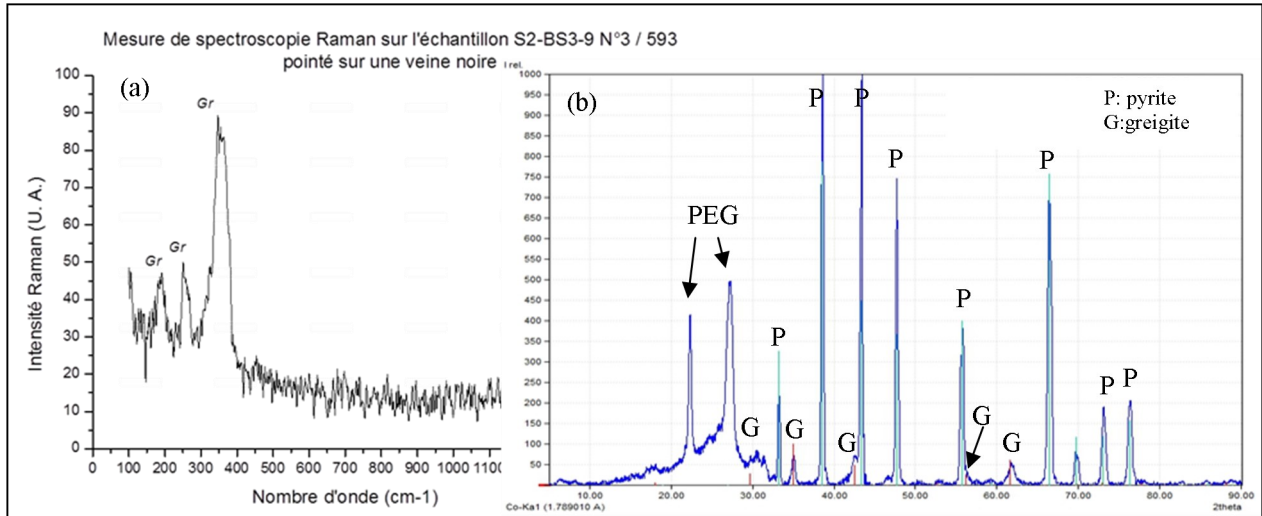 Mesure de spectroscopie Raman sur l'échantillon S2-BS3-9 N°3 / 593
pointé sur une veine noire
(a)
Intensité Raman (U. A.)
100
90
80
70
60
50
40
30
20
10
0
Gr
Gr
Gr
0 100 200 300 400 500 600 700 800 900 1000 1100
Nombre d'onde (cm-1)
I rel.
(b)
1000
950
900
850
800
750
700
650
600
550
500
450
400
350
300
250
200
150
100
50
P: pyrite
G:greigite
PEG
G
P
G
P
G
P
P
P
G
G
P
P
P
10.00 20.00 30.00 40.00 50.00 60.00 70.00 80.00 90.00
Co-Ka1 (1.789010 A)
2theta